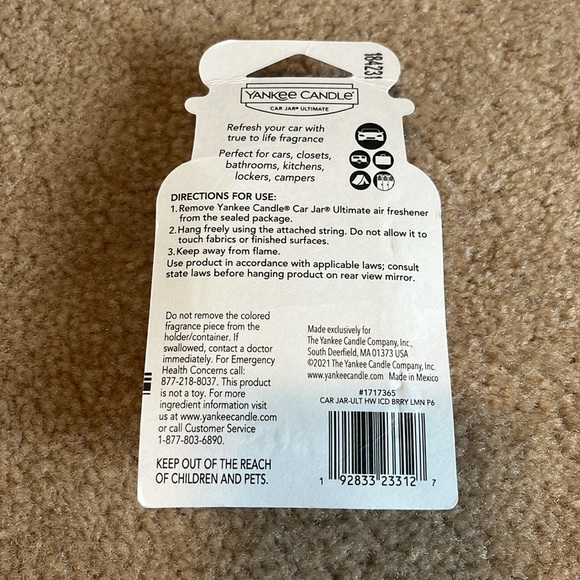 184231
YANKEE CANDLE®
CAR JAR® ULTIMATE
Refresh your car with
true to life fragrance
Perfect for cars, closets,
bathrooms, kitchens,
lockers, campers
DIRECTIONS FOR USE:
1. Remove Yankee Candle® Car Jar® Ultimate air freshener
from the sealed package.
2. Hang freely using the attached string. Do not allow it to
touch fabrics or finished surfaces.
3. Keep away from flame.
Use product in accordance with applicable laws; consult
state laws before hanging product on rear view mirror.
Do not remove the colored
fragrance piece from the
holder/container. If
swallowed, contact a doctor
immediately. For Emergency
Health Concerns call:
877-218-8037. This product
is not a toy. For more
ingredient information visit
us at www.yankeecandle.com
or call Customer Service
1-877-803-6890.
KEEP OUT OF THE REACH
OF CHILDREN AND PETS.
Made exclusively for
The Yankee Candle Company, Inc.,
South Deerfield, MA 01373 USA
©2021 The Yankee Candle Company, Inc.
www.yankeecandle.com Made in Mexico
#1717365
CAR JAR-ULT HW ICD BRRY LMN P6
1 92833 23312 7